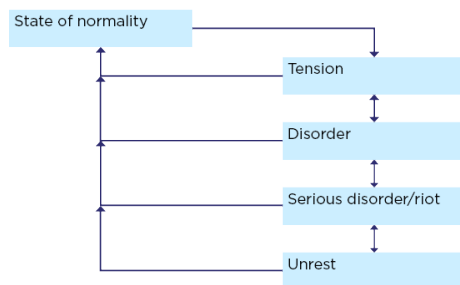 State of normality
Tension
Disorder
Serious disorder/riot
Unrest